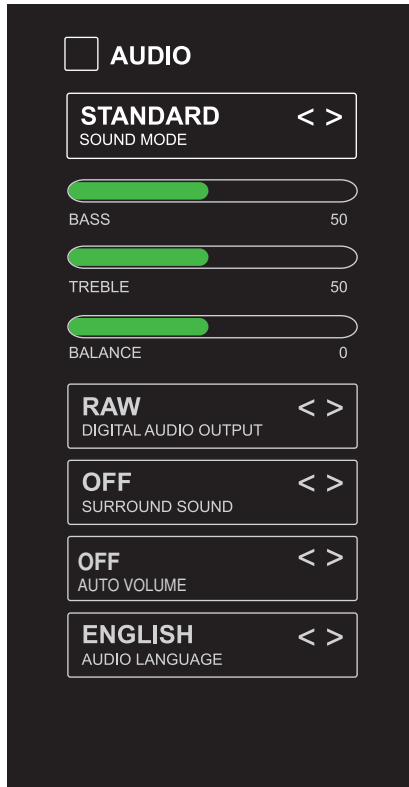 AUDIO
STANDARD < >
SOUND MODE
BASS 50
TREBLE 50
BALANCE 0
RAW < >
DIGITAL AUDIO OUTPUT
OFF < >
SURROUND SOUND
OFF < >
AUTO VOLUME
ENGLISH < >
AUDIO LANGUAGE